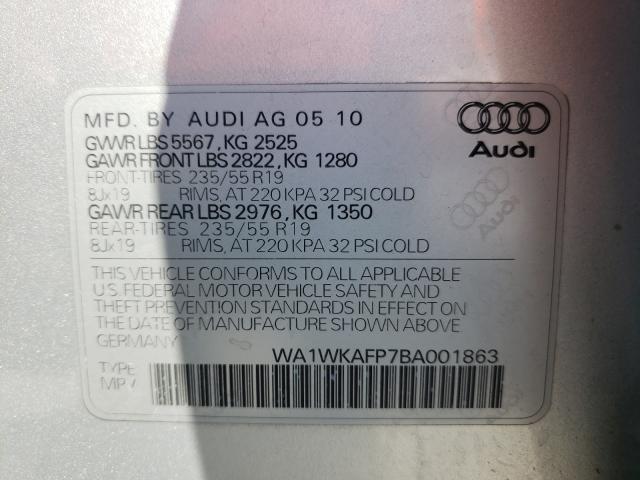 MFD. BY AUDI AG 05 10
GVWR LBS 5567, KG 2525
GAWR FRONT LBS 2822, KG 1280
FRONT-TIRES 235/55 R19
8Jx19 RIMS, AT 220 KPA 32 PSI COLD
GAWR REAR LBS 2976, KG 1350
REAR-TIRES 235/55 R19
8Jx19 RIMS, AT 220 KPA 32 PSI COLD
THIS VEHICLE CONFORMS TO ALL APPLICABLE
U.S. FEDERAL MOTOR VEHICLE SAFETY AND
THEFT PREVENTION STANDARDS IN EFFECT ON
THE DATE OF MANUFACTURE SHOWN ABOVE
GERMANY
WA1WKAFP7BA001863
TYPE
MPV
Audi
Audi